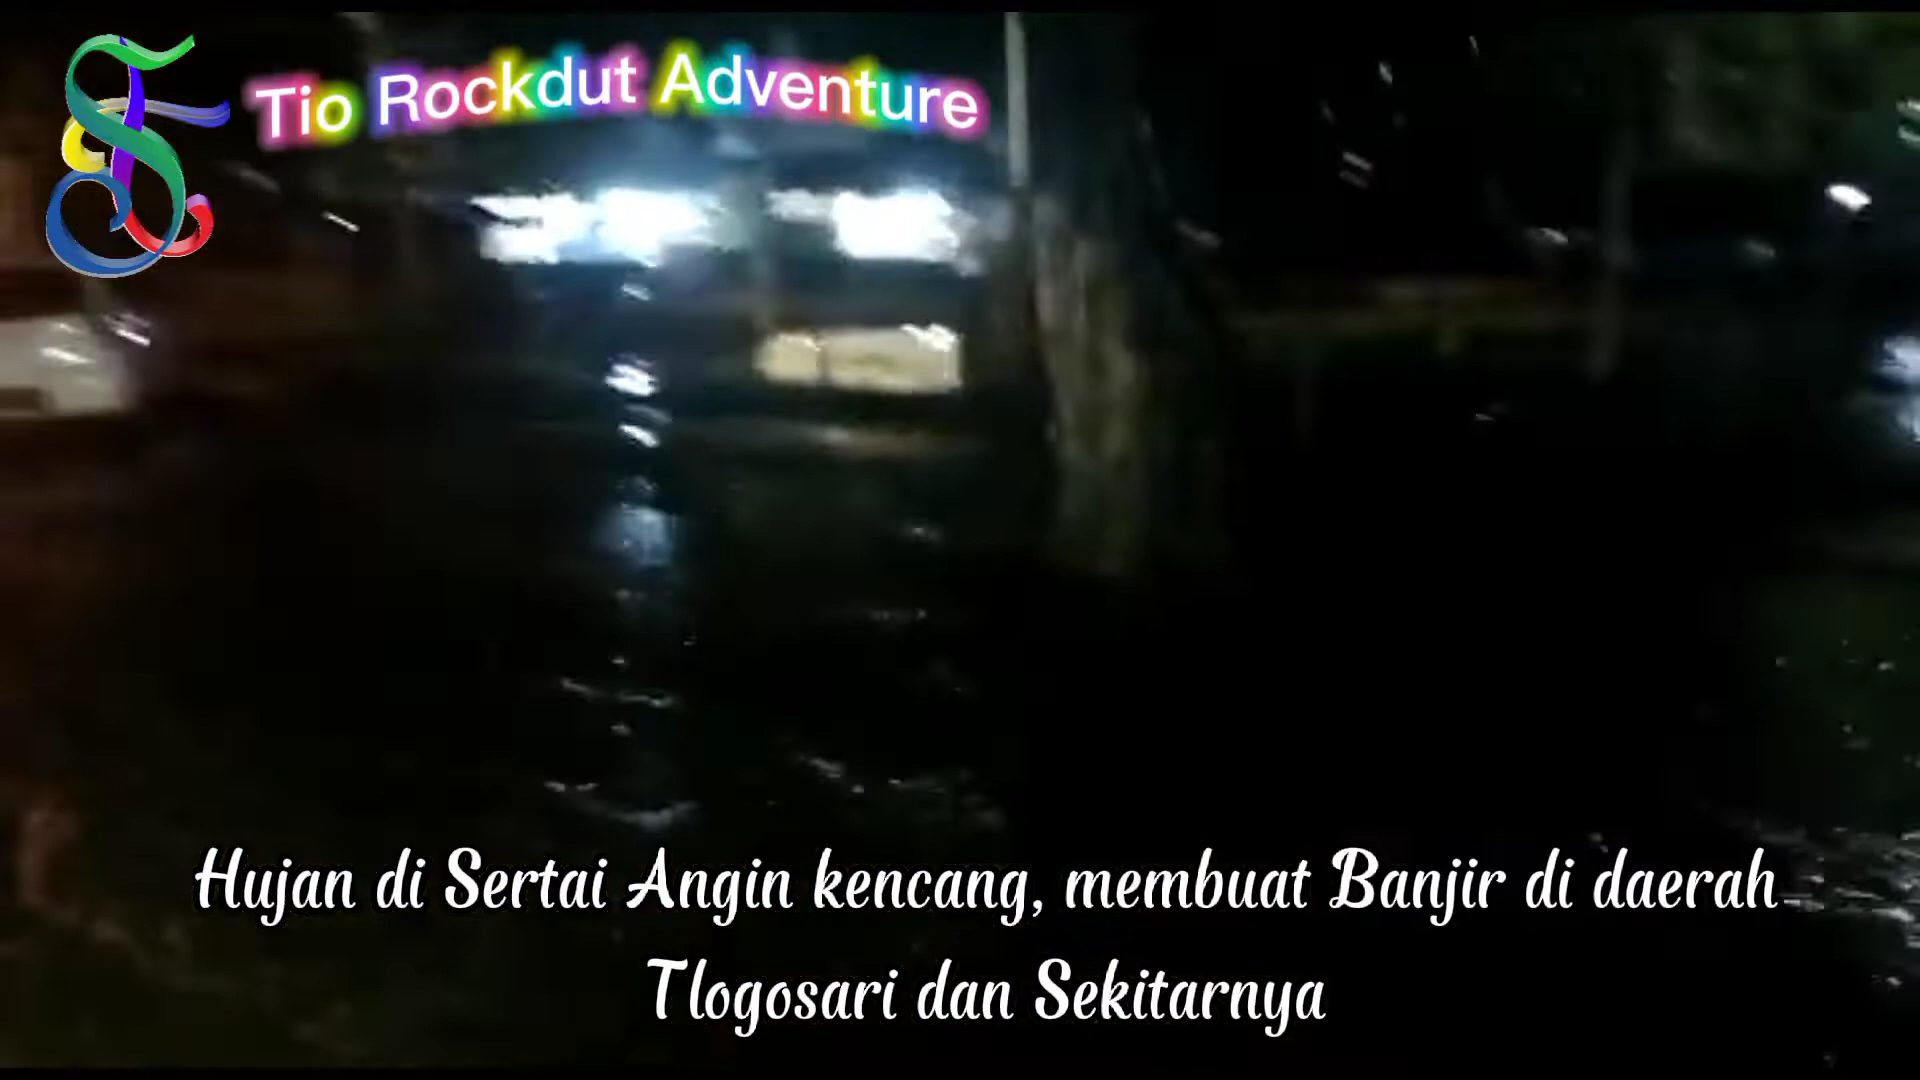 Tio Rockdut Adventure
Hujan di Sertai Angin kencang, membuat Banjir di daerah
Tlogosari dan Sekitarnya